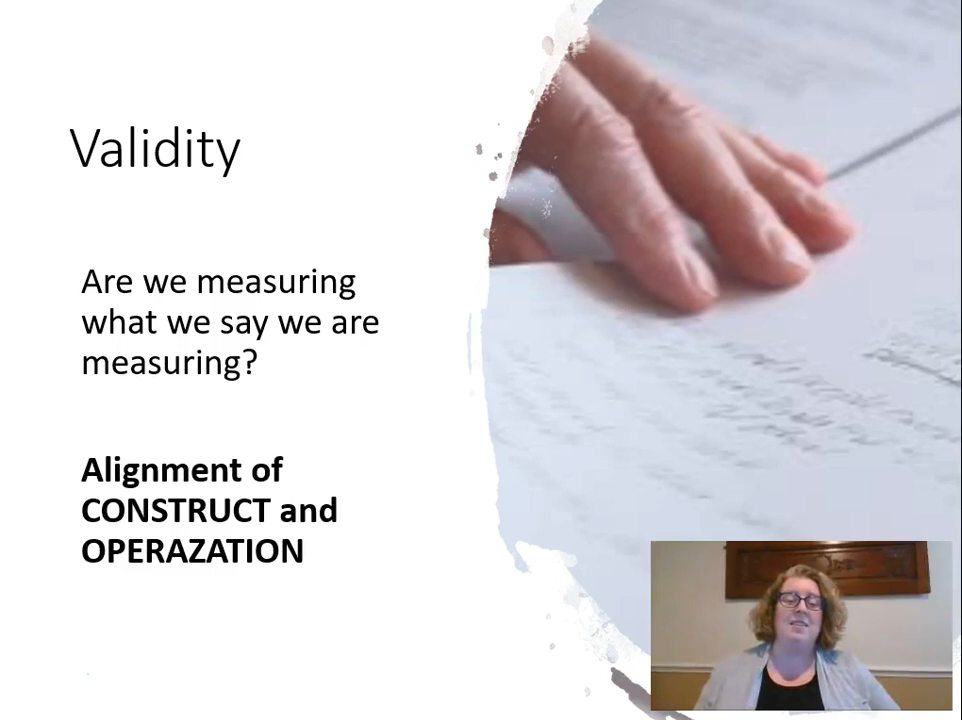 Validity
Are we measuring
what we say we are
measuring?
Alignment of
CONSTRUCT and
OPERAZATION